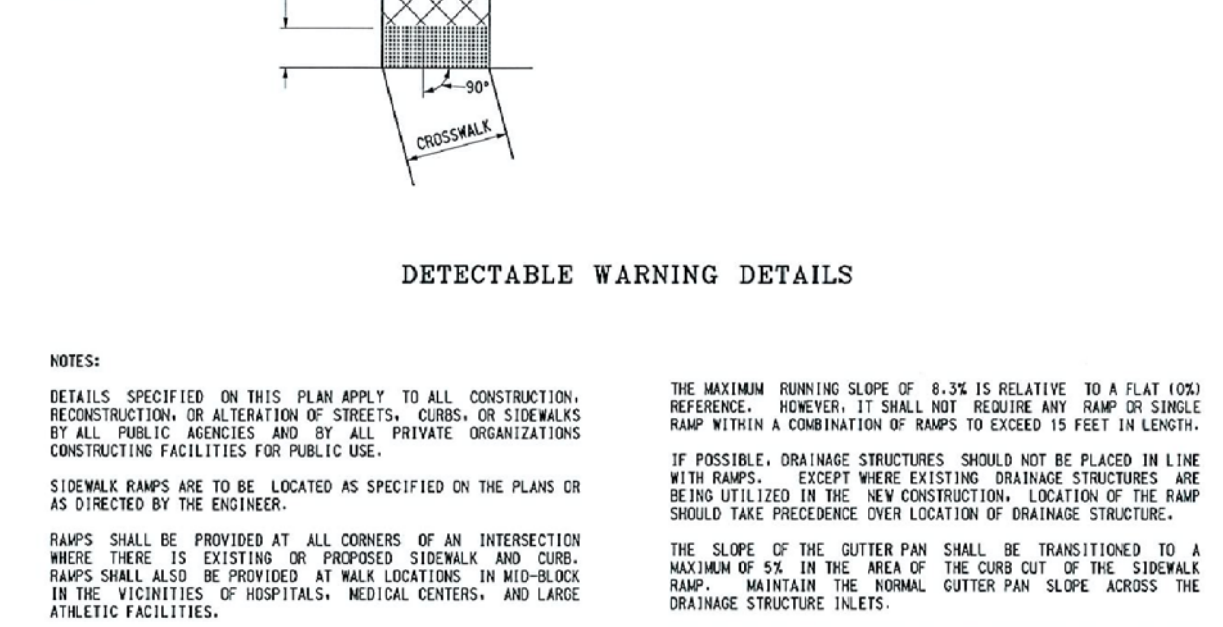 90°
CROSSWALK
DETECTABLE WARNING DETAILS
NOTES:
DETAILS SPECIFIED ON THIS PLAN APPLY TO ALL CONSTRUCTION,
RECONSTRUCTION, OR ALTERATION OF STREETS, CURBS, OR SIDEWALKS
BY ALL PUBLIC AGENCIES AND BY ALL PRIVATE ORGANIZATIONS
CONSTRUCTING FACILITIES FOR PUBLIC USE.
SIDEWALK RAMPS ARE TO BE LOCATED AS SPECIFIED ON THE PLANS OR
AS DIRECTED BY THE ENGINEER.
RAMPS SHALL BE PROVIDED AT ALL CORNERS OF AN INTERSECTION
WHERE THERE IS EXISTING OR PROPOSED SIDEWALK AND CURB.
RAMPS SHALL ALSO BE PROVIDED AT WALK LOCATIONS IN MID-BLOCK
IN THE VICINITIES OF HOSPITALS, MEDICAL CENTERS, AND LARGE
ATHLETIC FACILITIES.
THE MAXIMUM RUNNING SLOPE OF 8.3% IS RELATIVE TO A FLAT (0%)
REFERENCE. HOWEVER, IT SHALL NOT REQUIRE ANY RAMP OR SINGLE
RAMP WITHIN A COMBINATION OF RAMPS TO EXCEED 15 FEET IN LENGTH.
IF POSSIBLE, DRAINAGE STRUCTURES SHOULD NOT BE PLACED IN LINE
WITH RAMPS. EXCEPT WHERE EXISTING DRAINAGE STRUCTURES ARE
BEING UTILIZED IN THE NEW CONSTRUCTION, LOCATION OF THE RAMP
SHOULD TAKE PRECEDENCE OVER LOCATION OF DRAINAGE STRUCTURE.
THE SLOPE OF THE GUTTER PAN SHALL BE TRANSITIONED TO A
MAXIMUM OF 5% IN THE AREA OF THE CURB CUT OF THE SIDEWALK
RAMP. MAINTAIN THE NORMAL GUTTER PAN SLOPE ACROSS THE
DRAINAGE STRUCTURE INLETS.